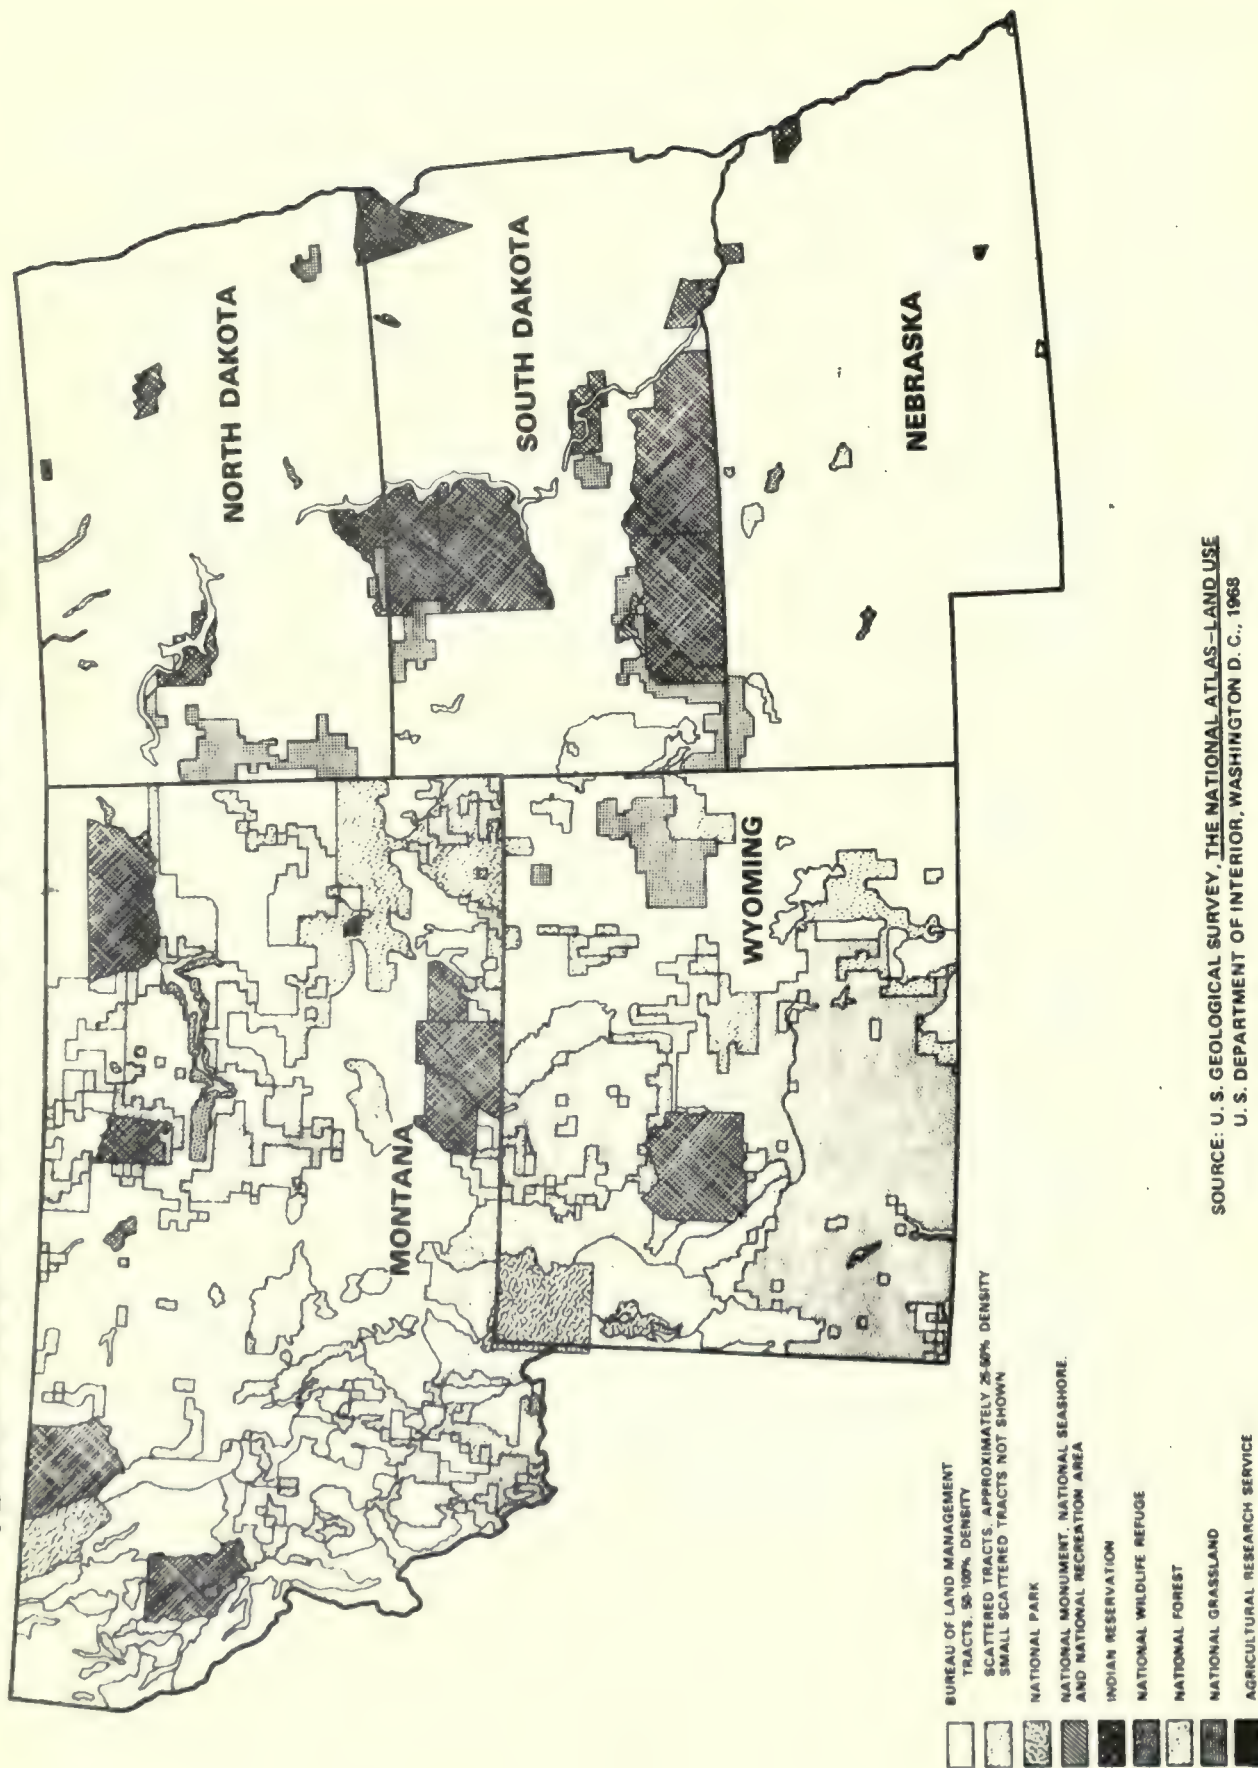 NORTH DAKOTA
SOUTH DAKOTA
NEBRASKA
MONTANA
WYOMING
BUREAU OF LAND MANAGEMENT
TRACTS. 50-100% DENSITY
SCATTERED TRACTS. APPROXIMATELY 25-50% DENSITY
SMALL SCATTERED TRACTS NOT SHOWN
NATIONAL PARK
NATIONAL MONUMENT, NATIONAL SEASHORE,
AND NATIONAL RECREATION AREA
INDIAN RESERVATION
NATIONAL WILDLIFE REFUGE
NATIONAL FOREST
NATIONAL GRASSLAND
AGRICULTURAL RESEARCH SERVICE
SOURCE: U. S. GEOLOGICAL SURVEY, THE NATIONAL ATLAS–LAND USE
U. S. DEPARTMENT OF INTERIOR, WASHINGTON D. C., 1968